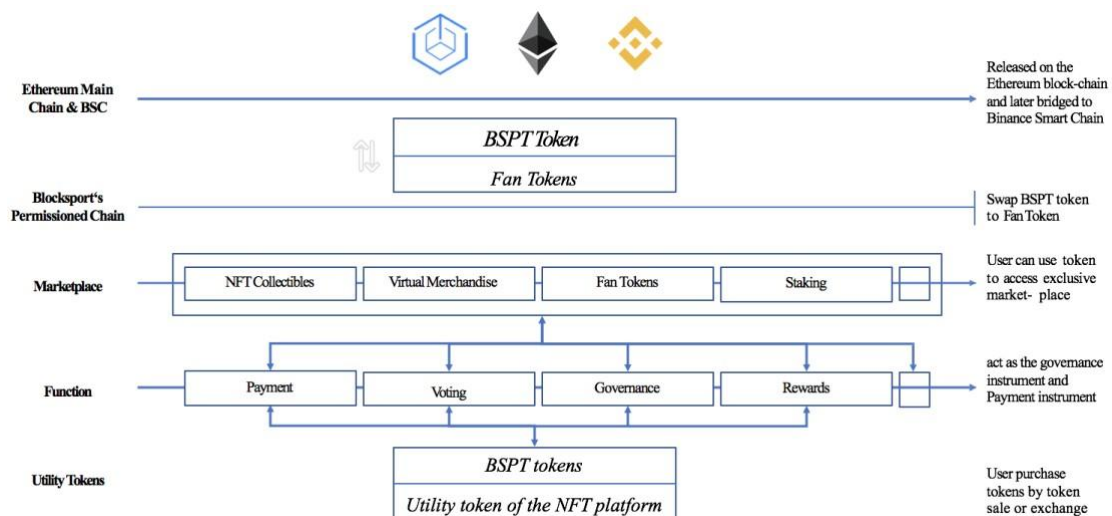 Ethereum Main
Chain & BSC
Released on the
Ethereum block-chain
and later bridged to
Binance Smart Chain
BSPT Token
Fan Tokens
Blocksport‘s
Permissioned Chain
Swap BSPT token
to Fan Token
Marketplace
NFT Collectibles
Virtual Merchandise
Fan Tokens
Staking
User can use token
to access exclusive
market- place
Function
Payment
Voting
Governance
Rewards
act as the governance
instrument and
Payment instrument
Utility Tokens
BSPT tokens
Utility token of the NFT platform
User purchase
tokens by token
sale or exchange